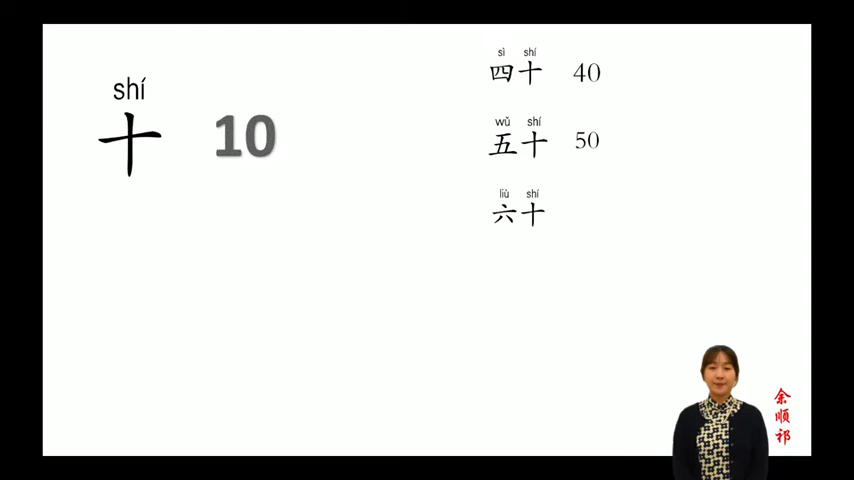 shí
十 10
sì shí
四十 40
wǔ shí
五十 50
liù shí
六十
余
顺
祁